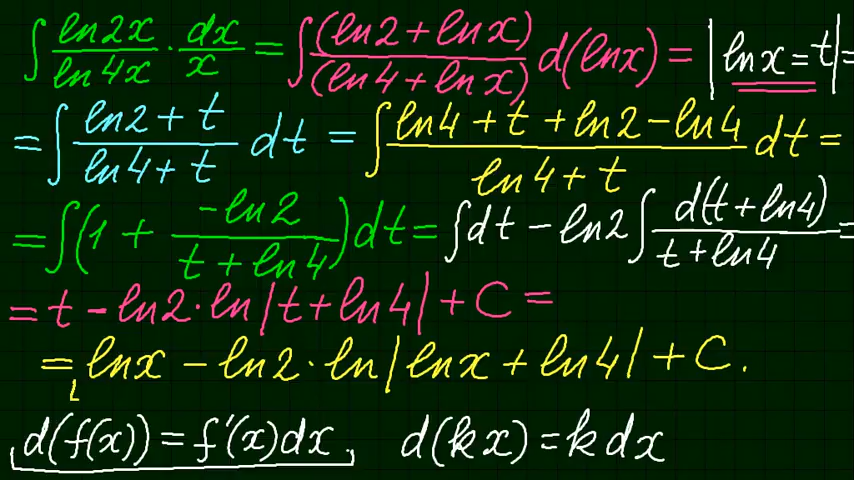 ∫ ln2x/ln4x · dx/x = ∫ (ln2 + lnx)/(ln4 + lnx) d(lnx) = |lnx = t| =
= ∫ (ln2 + t)/(ln4 + t) dt = ∫ (ln4 + t + ln2 − ln4)/(ln4 + t) dt =
= ∫(1 + (−ln2)/(t + ln4))dt = ∫dt − ln2 ∫ d(t + ln4)/(t + ln4) =
= t − ln2 · ln|t + ln4| + C =
= lnx − ln2 · ln|lnx + ln4| + C.
d(f(x)) = f'(x)dx, d(kx) = k dx